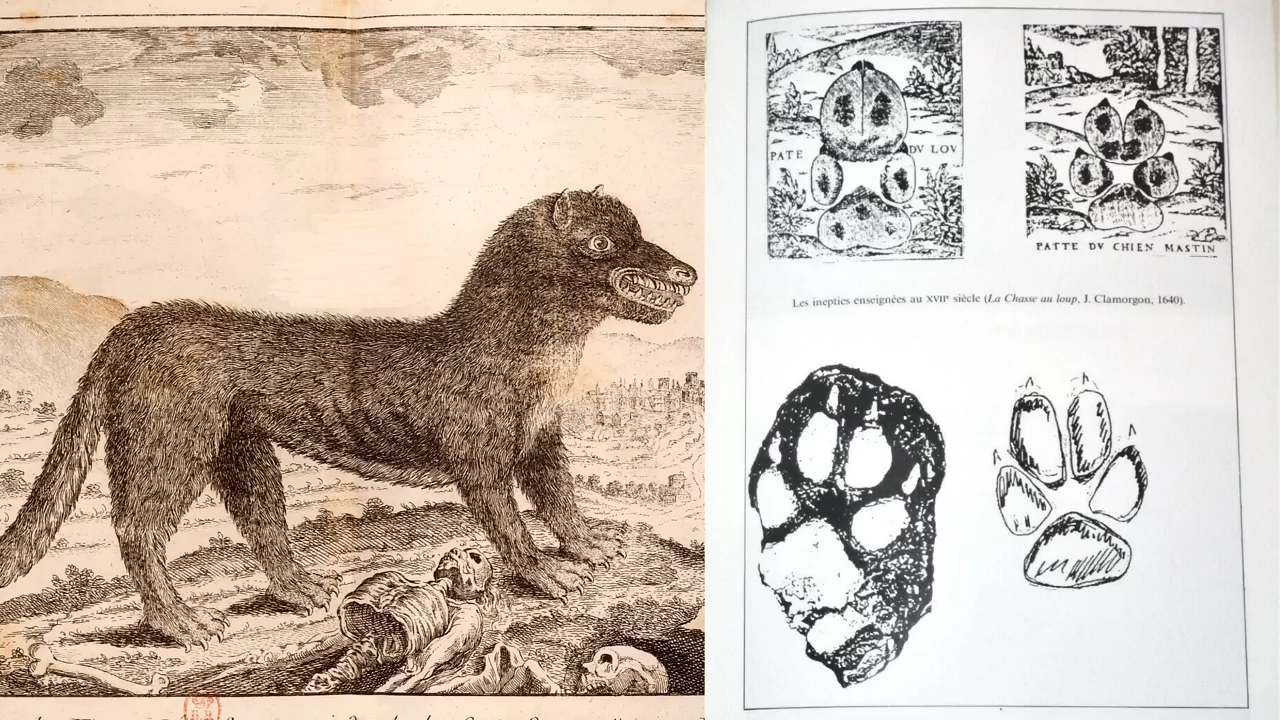 PATE DV LOV
PATTE DV CHIEN MASTIN
Les inepties enseignées au XVIIᵉ siècle (La Chasse au loup, J. Clamorgon, 1640).